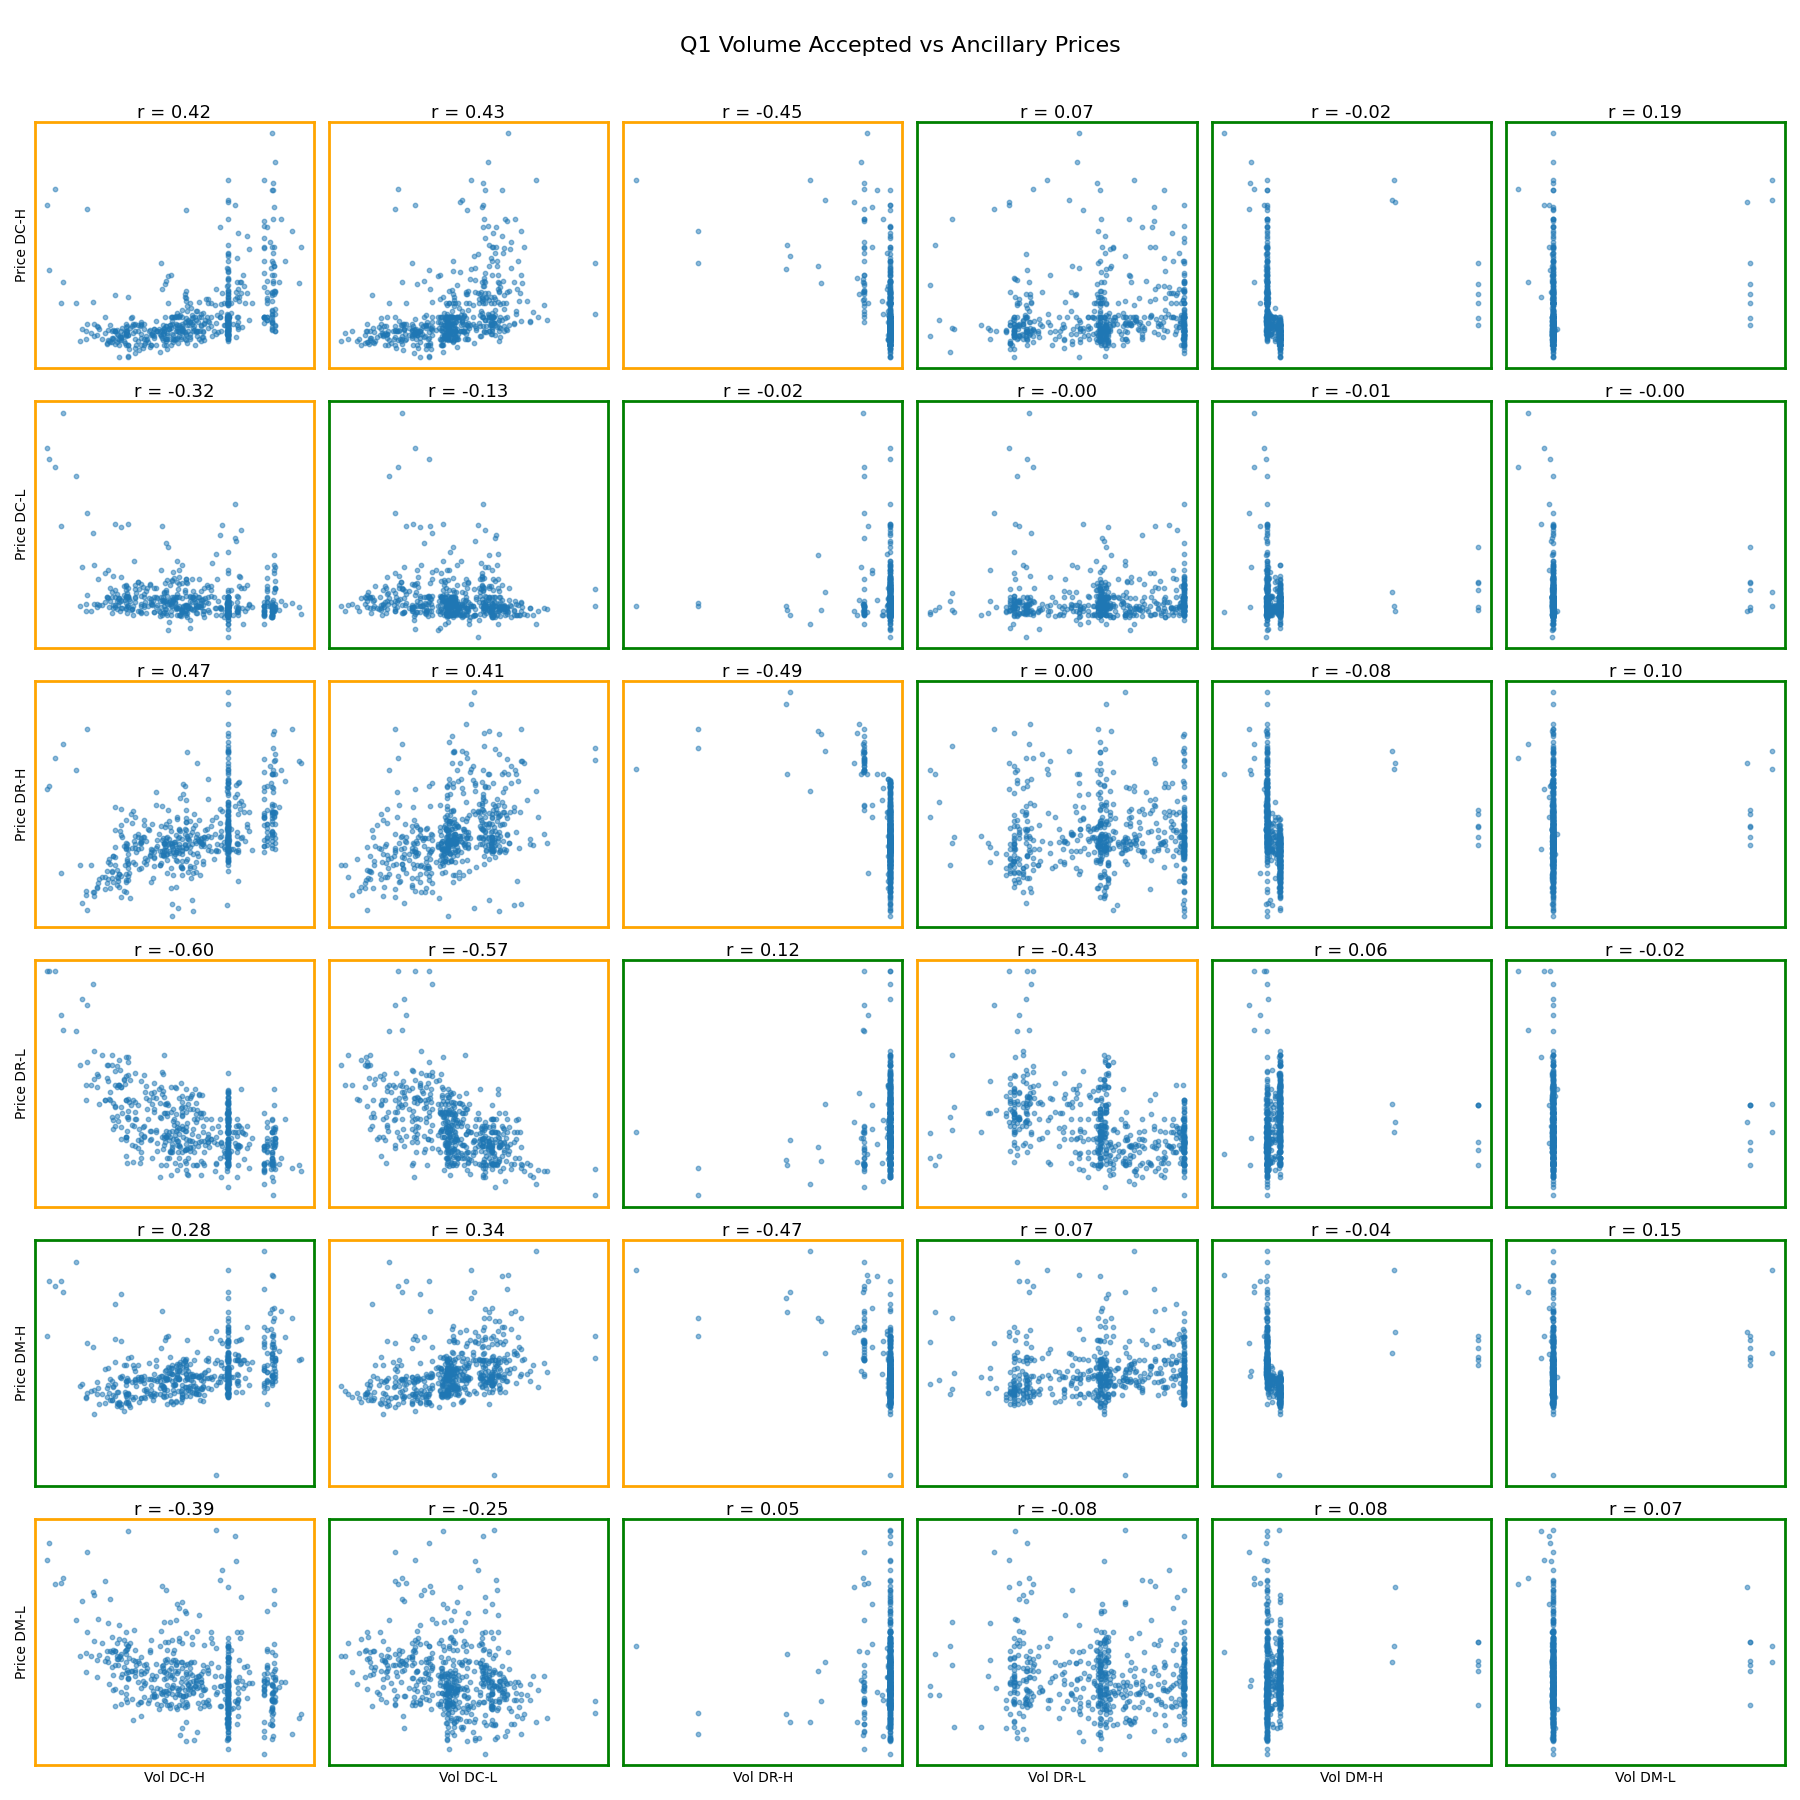 Q1 Volume Accepted vs Ancillary Prices
r = 0.42
r = 0.43
r = -0.45
r = 0.07
r = -0.02
r = 0.19
Price DC-H
r = -0.32
r = -0.13
r = -0.02
r = -0.00
r = -0.01
r = -0.00
Price DC-L
r = 0.47
r = 0.41
r = -0.49
r = 0.00
r = -0.08
r = 0.10
Price DR-H
r = -0.60
r = -0.57
r = 0.12
r = -0.43
r = 0.06
r = -0.02
Price DR-L
r = 0.28
r = 0.34
r = -0.47
r = 0.07
r = -0.04
r = 0.15
Price DM-H
r = -0.39
r = -0.25
r = 0.05
r = -0.08
r = 0.08
r = 0.07
Price DM-L
Vol DC-H
Vol DC-L
Vol DR-H
Vol DR-L
Vol DM-H
Vol DM-L